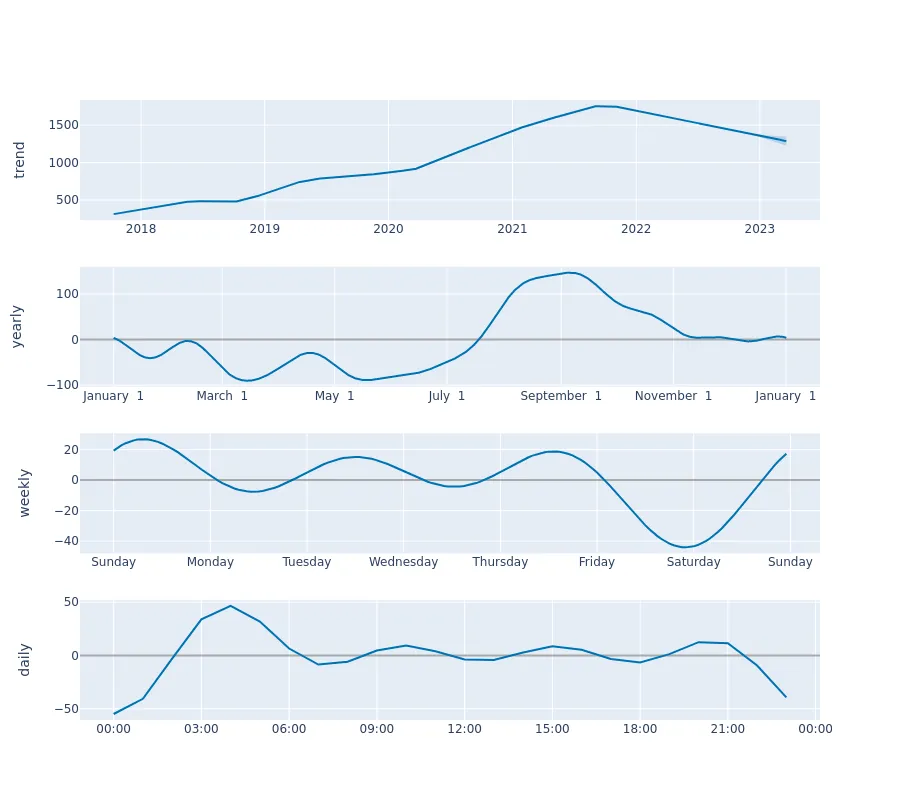 trend
1500
1000
500
2018 2019 2020 2021 2022 2023
yearly
100
0
−100
January 1 March 1 May 1 July 1 September 1 November 1 January 1
weekly
20
0
−20
−40
Sunday Monday Tuesday Wednesday Thursday Friday Saturday Sunday
daily
50
0
−50
00:00 03:00 06:00 09:00 12:00 15:00 18:00 21:00 00:00